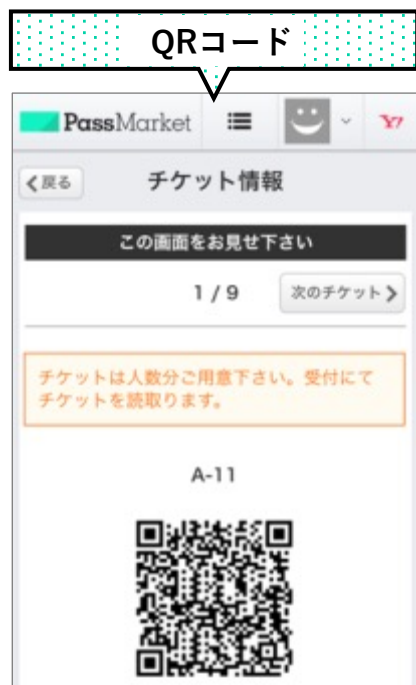 QRコード
PassMarket
Y7
戻る
チケット情報
この画面をお見せ下さい
1 / 9
次のチケット
チケットは人数分ご用意下さい。受付にて
チケットを読取ります。
A-11